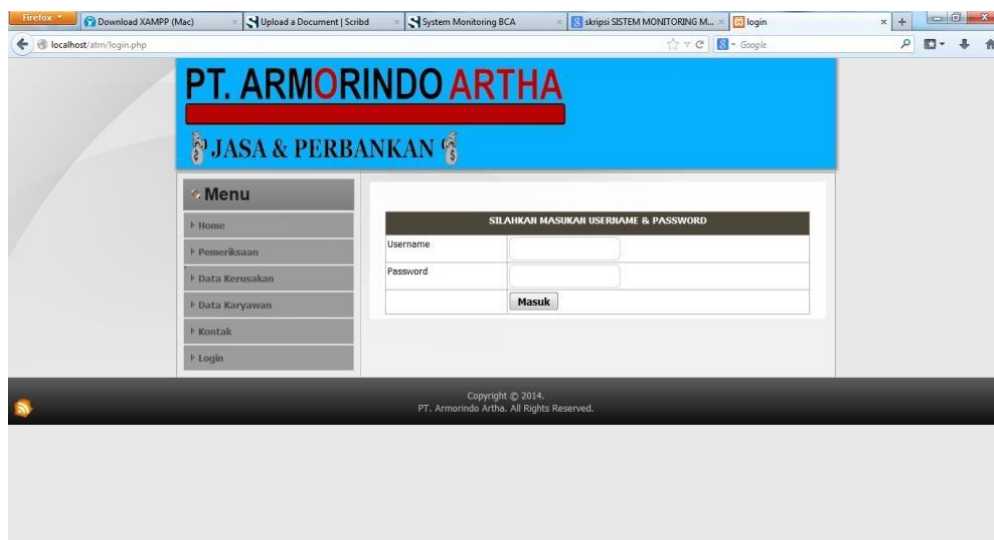 Firefox
Download XAMPP (Mac)
Upload a Document | Scribd
System Monitoring BCA
skripsi SISTEM MONITORING M...
login
localhost/atm/login.php
Google
PT. ARMORINDO ARTHA
JASA & PERBANKAN
Menu
Home
Pemeriksaan
Data Kerusakan
Data Karyawan
Kontak
Login
SILAHKAN MASUKAN USERNAME & PASSWORD
Username
Password
Masuk
Copyright © 2014.
PT. Armorindo Artha. All Rights Reserved.